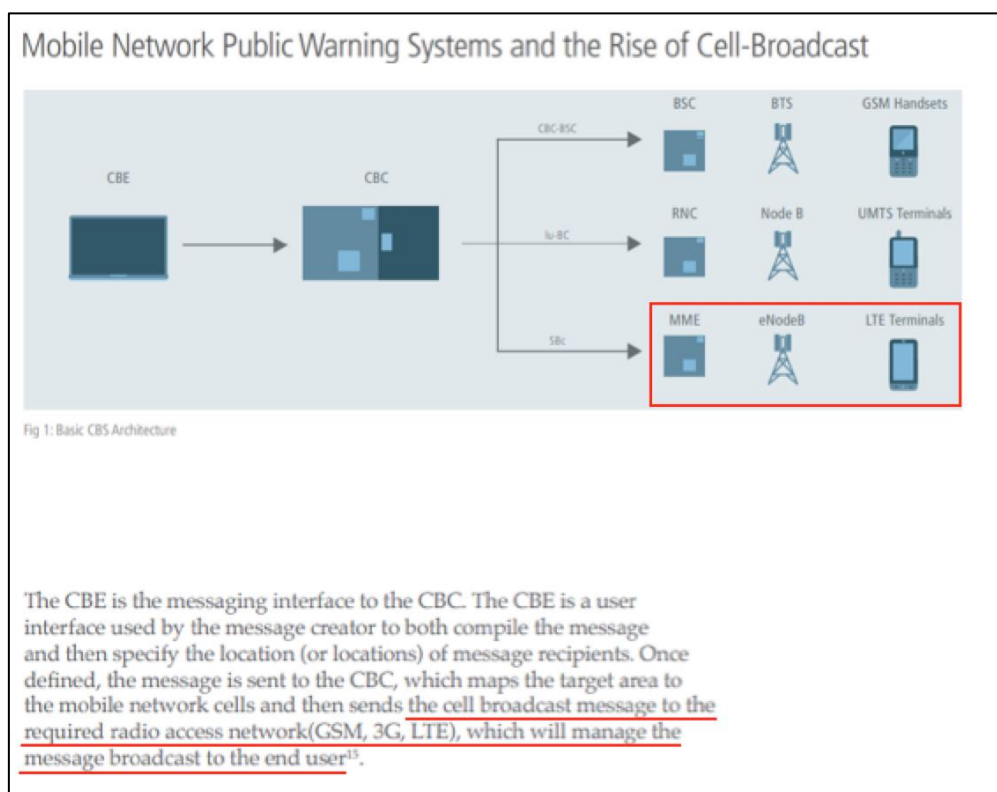 Mobile Network Public Warning Systems and the Rise of Cell-Broadcast
BSC BTS GSM Handsets
CBC-BSC
CBE CBC
RNC Node B UMTS Terminals
Iu-BC
MME eNodeB LTE Terminals
SBc
Fig 1: Basic CBS Architecture
The CBE is the messaging interface to the CBC. The CBE is a user
interface used by the message creator to both compile the message
and then specify the location (or locations) of message recipients. Once
defined, the message is sent to the CBC, which maps the target area to
the mobile network cells and then sends the cell broadcast message to the
required radio access network(GSM, 3G, LTE), which will manage the
message broadcast to the end user¹⁵.